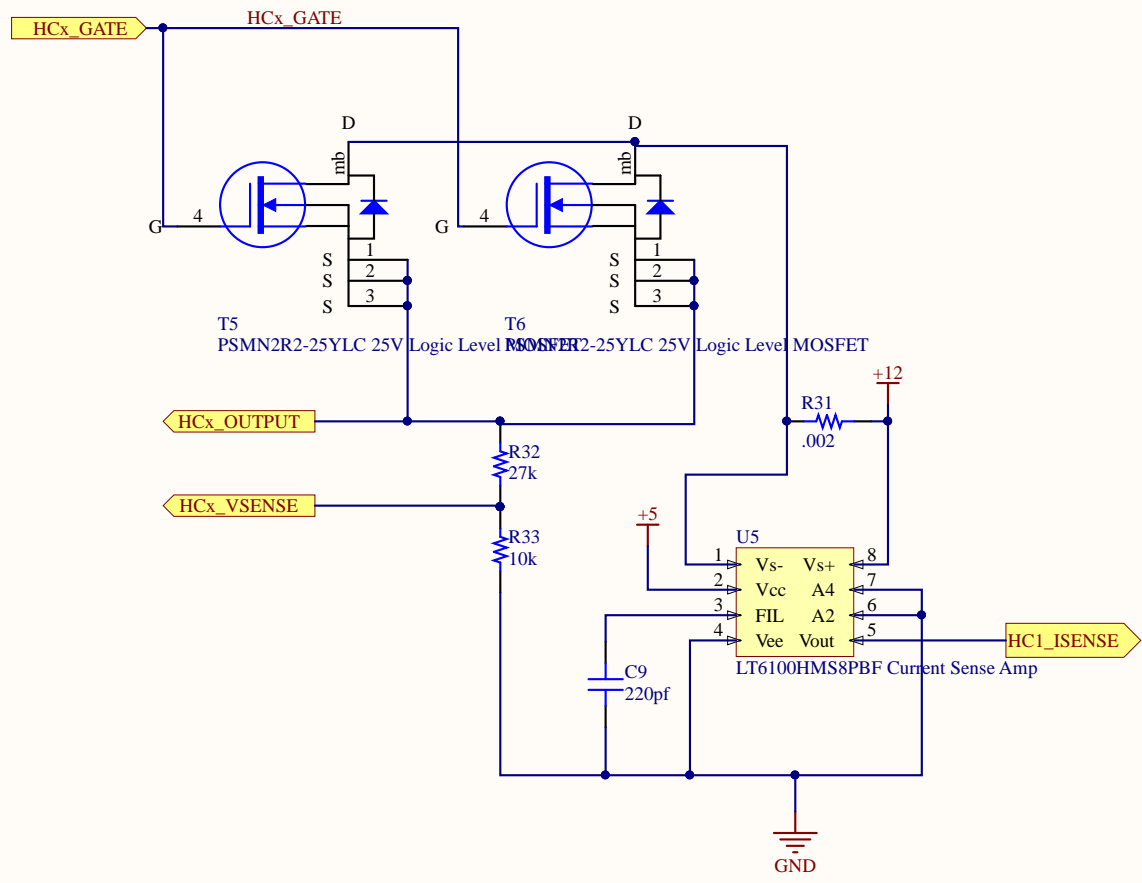 HCx_GATE
HCx_GATE
D
D
mb
mb
G
4
G
4
S
1
S
2
S
3
S
1
S
2
S
3
T5
PSMN2R2-25YLC 25V Logic Level MOSFET
T6
PSMN2R2-25YLC 25V Logic Level MOSFET
+12
R31
.002
HCx_OUTPUT
R32
27k
HCx_VSENSE
+5
R33
10k
U5
1
Vs-
Vs+
8
2
Vcc
A4
7
3
FIL
A2
6
4
Vee
Vout
5
HC1_ISENSE
LT6100HMS8PBF Current Sense Amp
C9
220pf
GND